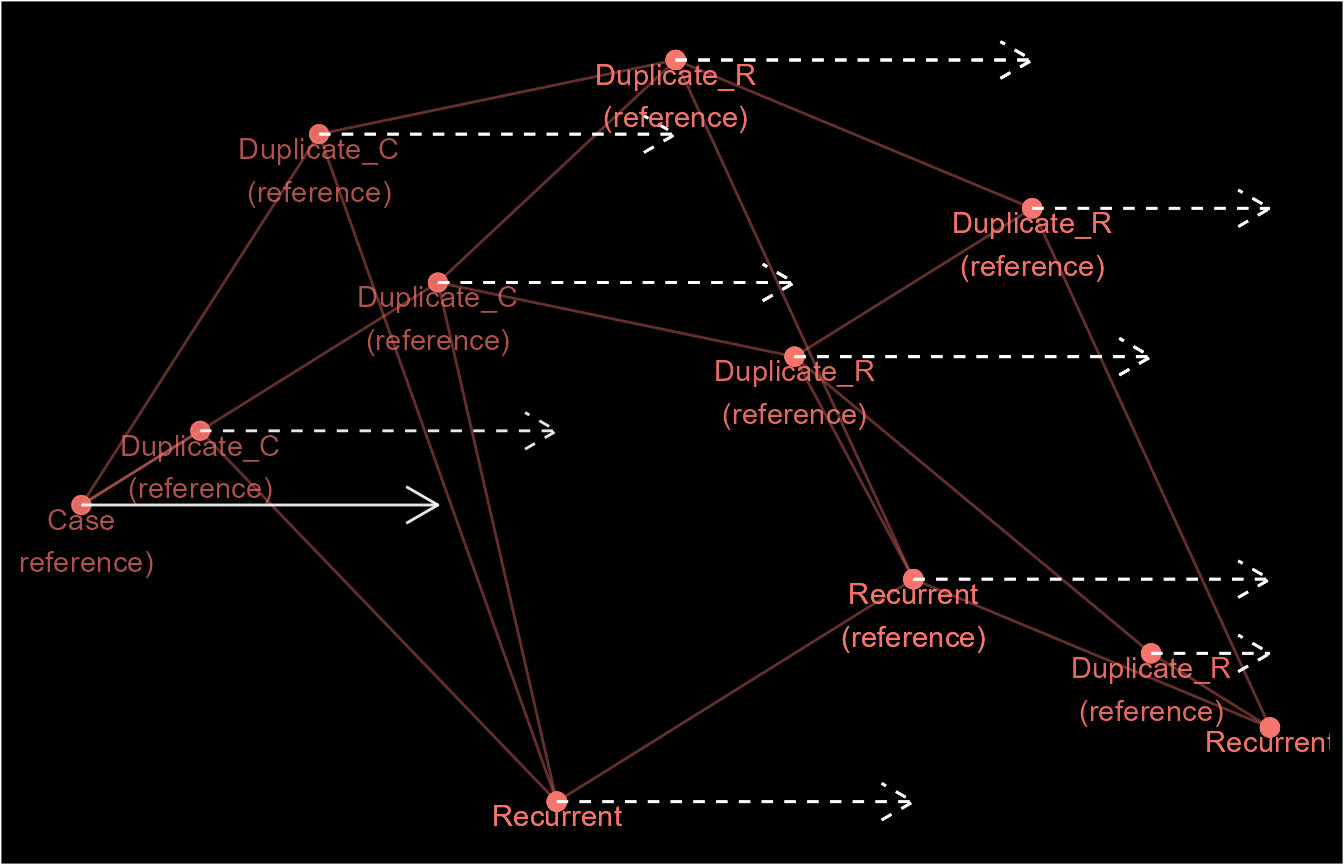 Duplicate_R
(reference)
Duplicate_C
(reference)
Duplicate_R
(reference)
Duplicate_C
(reference)
Duplicate_R
(reference)
Duplicate_C
(reference)
Case
reference)
Recurrent
(reference)
Duplicate_R
(reference)
Recurrent
Recurrent